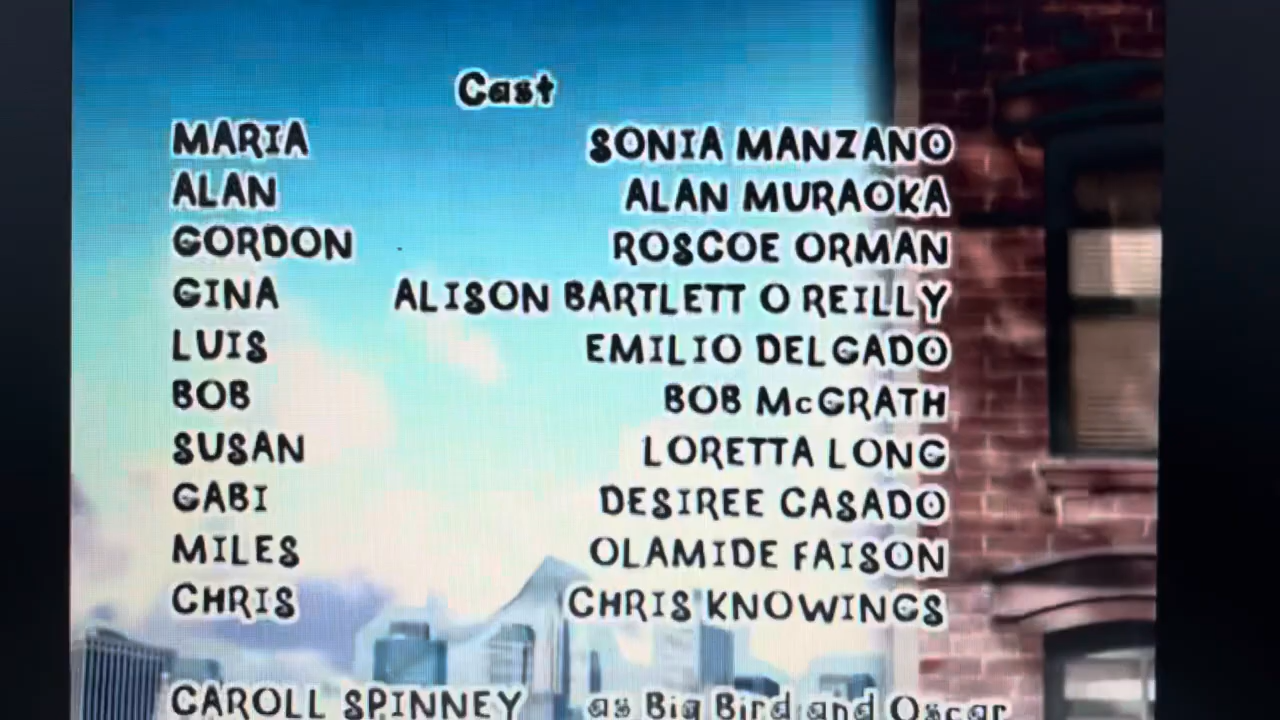 Cast
MARIA SONIA MANZANO
ALAN ALAN MURAOKA
GORDON ROSCOE ORMAN
GINA ALISON BARTLETT O REILLY
LUIS EMILIO DELGADO
BOB BOB McGRATH
SUSAN LORETTA LONG
GABI DESIREE CASADO
MILES OLAMIDE FAISON
CHRIS CHRIS KNOWINGS
CAROLL SPINNEY as Big Bird and Oscar